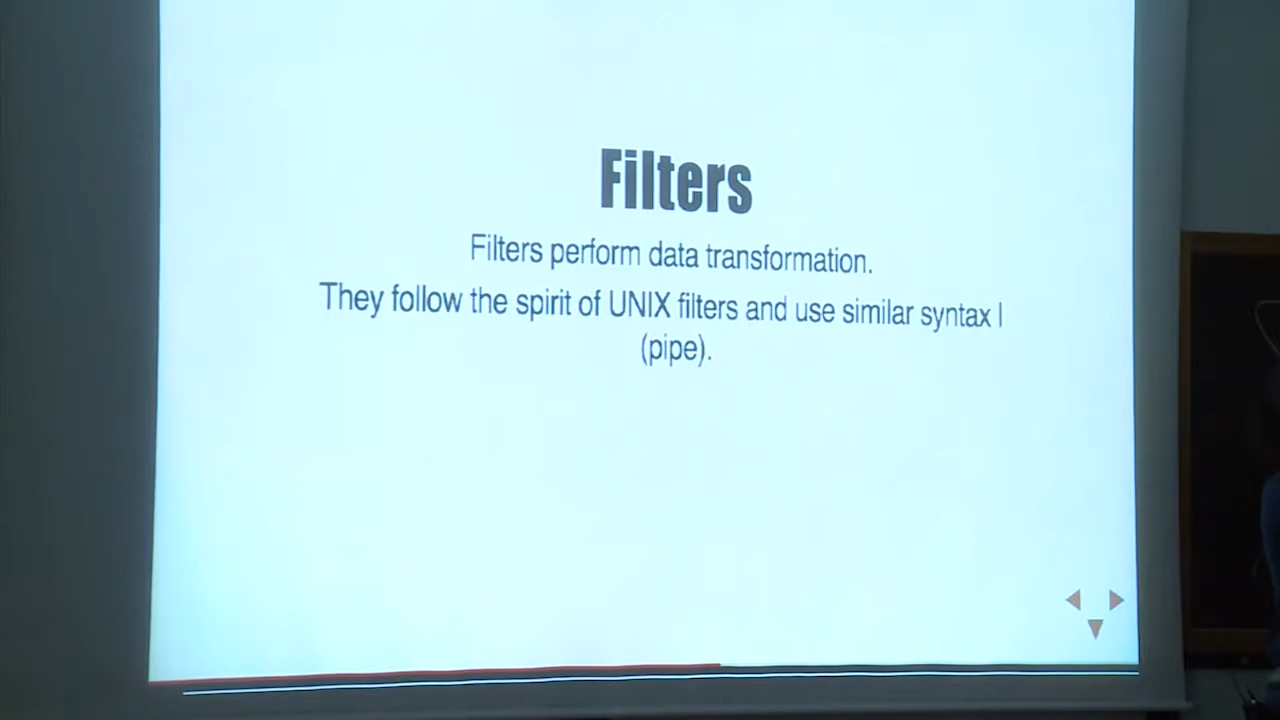 Filters
Filters perform data transformation.
They follow the spirit of UNIX filters and use similar syntax |
(pipe).